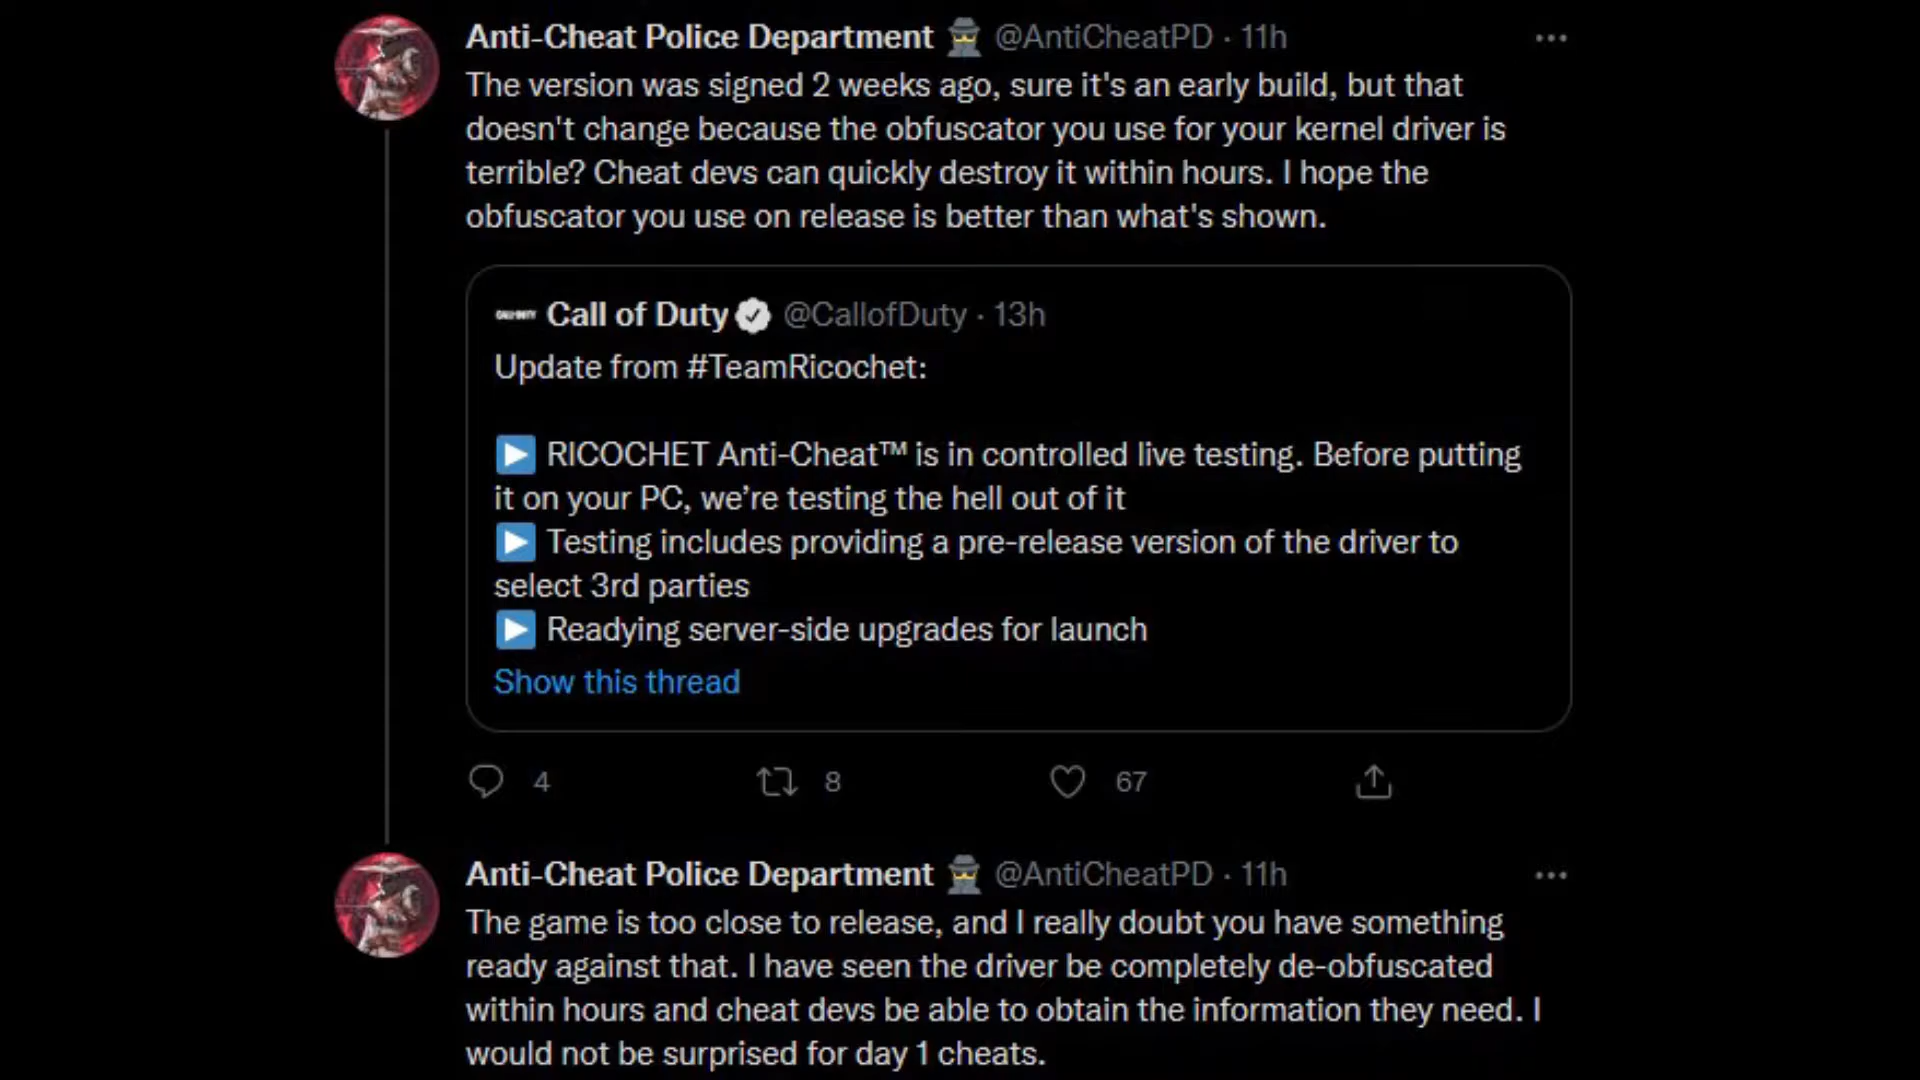 Anti-Cheat Police Department @AntiCheatPD · 11h
The version was signed 2 weeks ago, sure it's an early build, but that
doesn't change because the obfuscator you use for your kernel driver is
terrible? Cheat devs can quickly destroy it within hours. I hope the
obfuscator you use on release is better than what's shown.
Call of Duty @CallofDuty · 13h
Update from #TeamRicochet:
RICOCHET Anti-Cheat™ is in controlled live testing. Before putting
it on your PC, we’re testing the hell out of it
Testing includes providing a pre-release version of the driver to
select 3rd parties
Readying server-side upgrades for launch
Show this thread
4 8 67
Anti-Cheat Police Department @AntiCheatPD · 11h
The game is too close to release, and I really doubt you have something
ready against that. I have seen the driver be completely de-obfuscated
within hours and cheat devs be able to obtain the information they need. I
would not be surprised for day 1 cheats.